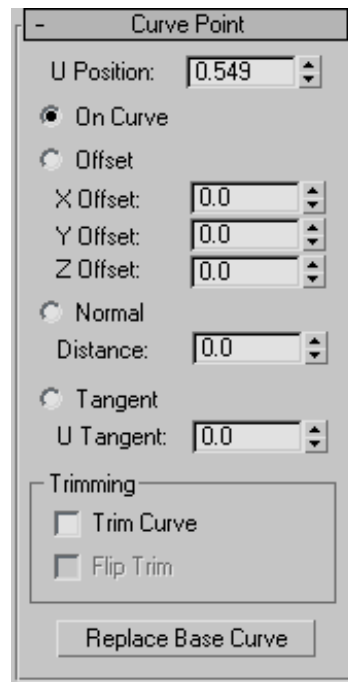 - Curve Point
U Position: 0.549
On Curve
Offset
X Offset: 0.0
Y Offset: 0.0
Z Offset: 0.0
Normal
Distance: 0.0
Tangent
U Tangent: 0.0
Trimming
Trim Curve
Flip Trim
Replace Base Curve